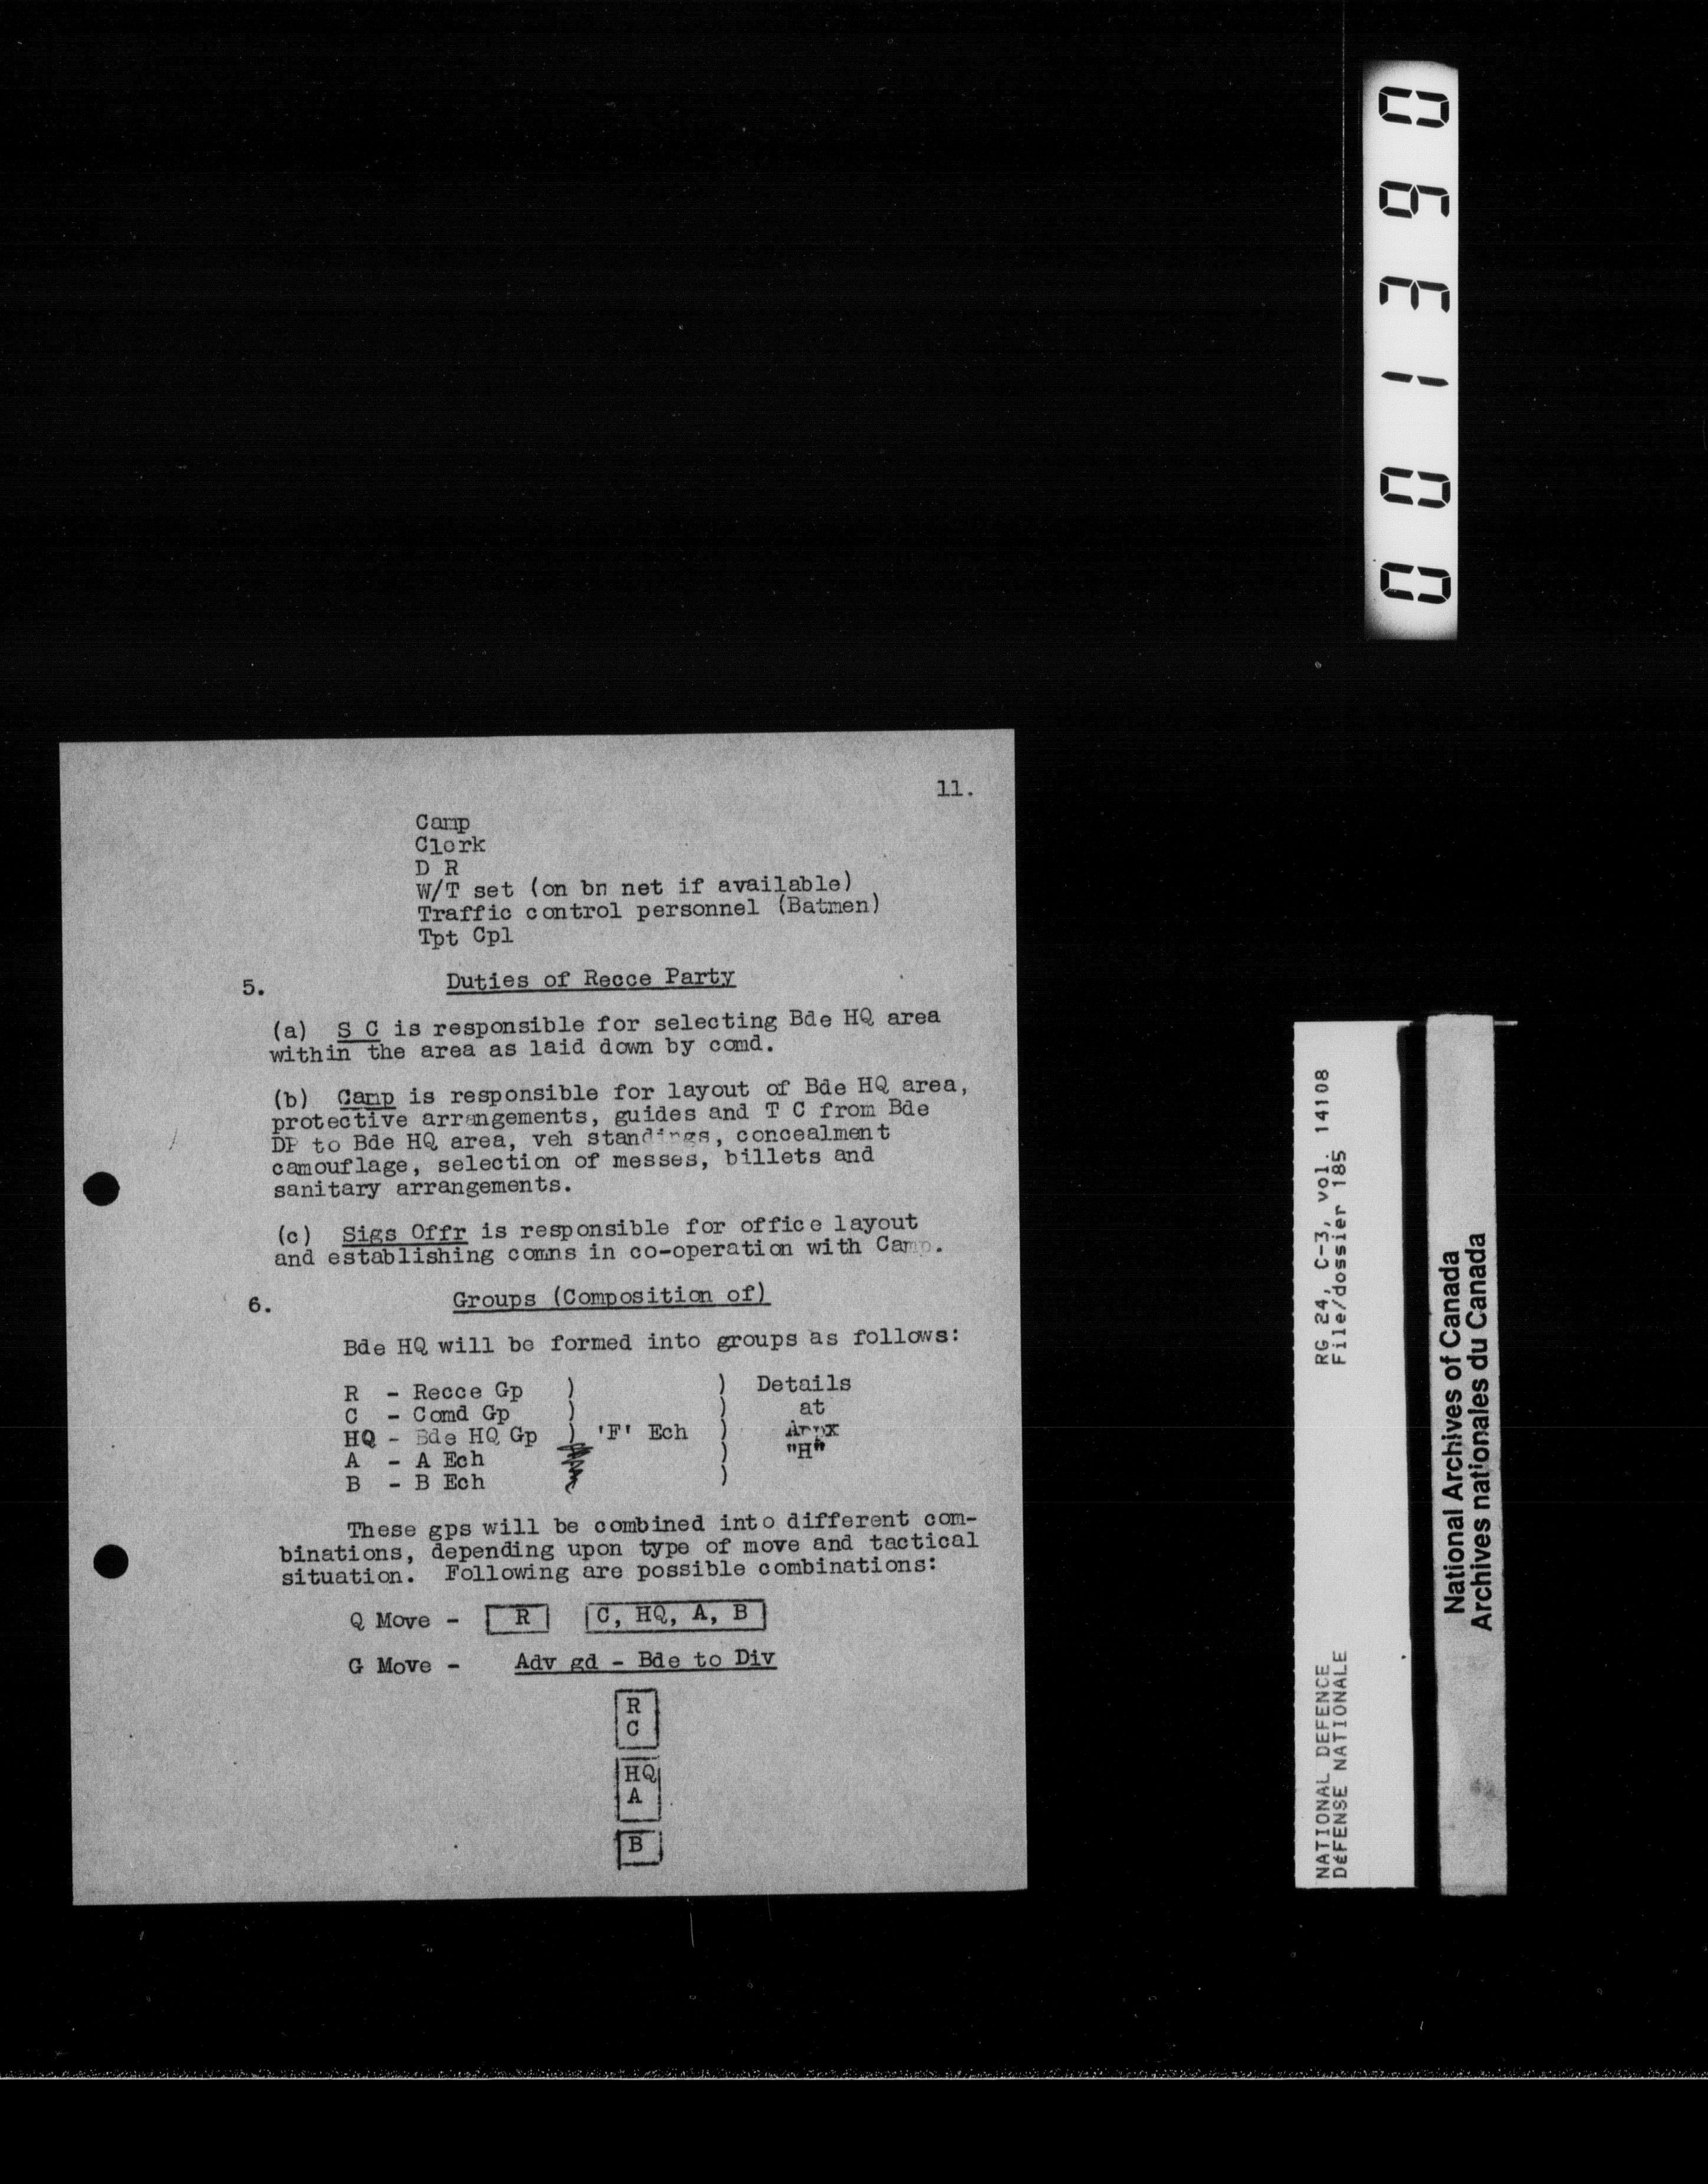 001390
11.
Camp
Clerk
D R
W/T set (on bn net if available)
Traffic control personnel (Batmen)
Tpt Cpl
5. Duties of Recce Party
(a) S C is responsible for selecting Bde HQ area
within the area as laid down by comd.
(b) Camp is responsible for layout of Bde HQ area,
protective arrangements, guides and T C from Bde
DP to Bde HQ area, veh standings, concealment
camouflage, selection of messes, billets and
sanitary arrangements.
(c) Sigs Offr is responsible for office layout
and establishing comns in co-operation with Camp.
6. Groups (Composition of)
Bde HQ will be formed into groups as follows:
R - Recce Gp ) ) Details
C - Comd Gp ) ) at
HQ - Bde HQ Gp ) 'F' Ech ) Appx
A - A Ech ) "H"
B - B Ech )
These gps will be combined into different com-
binations, depending upon type of move and tactical
situation. Following are possible combinations:
Q Move - R C, HQ, A, B
G Move - Adv gd - Bde to Div
R
C
HQ
A
B
NATIONAL DEFENCE RG 24, C-3, vol. 14108
DÉFENSE NATIONALE File/dossier 185
National Archives of Canada
Archives nationales du Canada